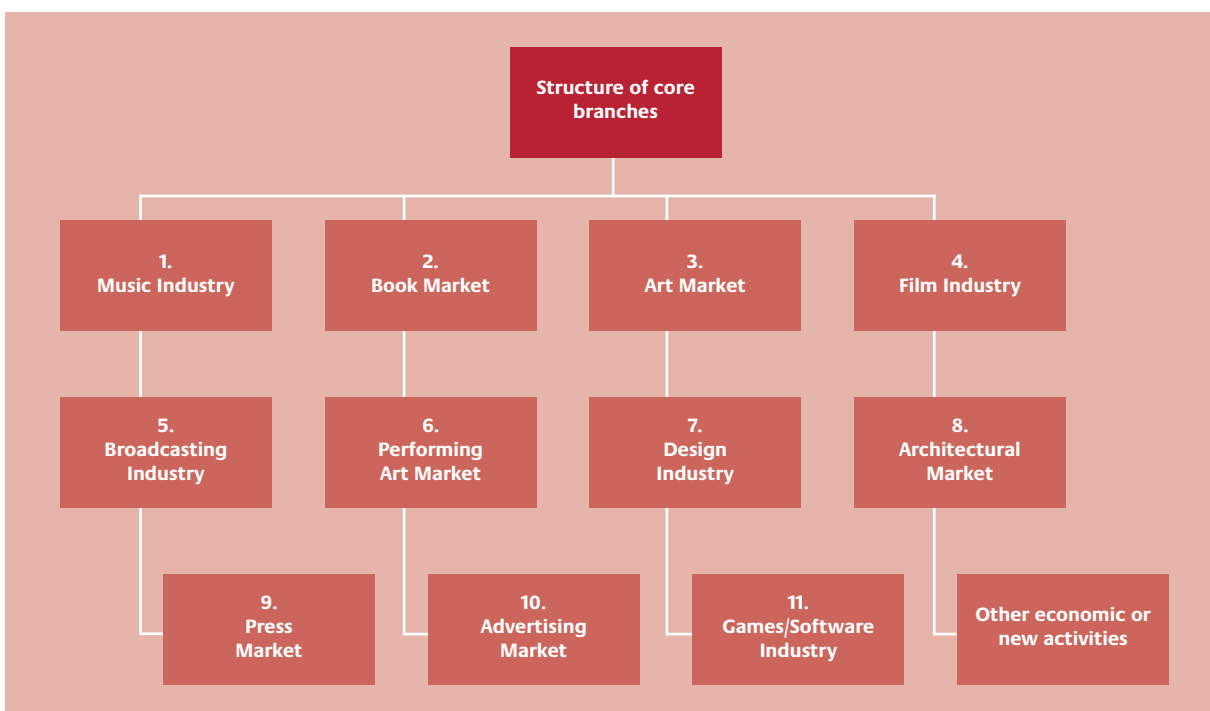 Structure of core
branches
1.
Music Industry
2.
Book Market
3.
Art Market
4.
Film Industry
5.
Broadcasting
Industry
6.
Performing
Art Market
7.
Design
Industry
8.
Architectural
Market
9.
Press
Market
10.
Advertising
Market
11.
Games/Software
Industry
Other economic or
new activities